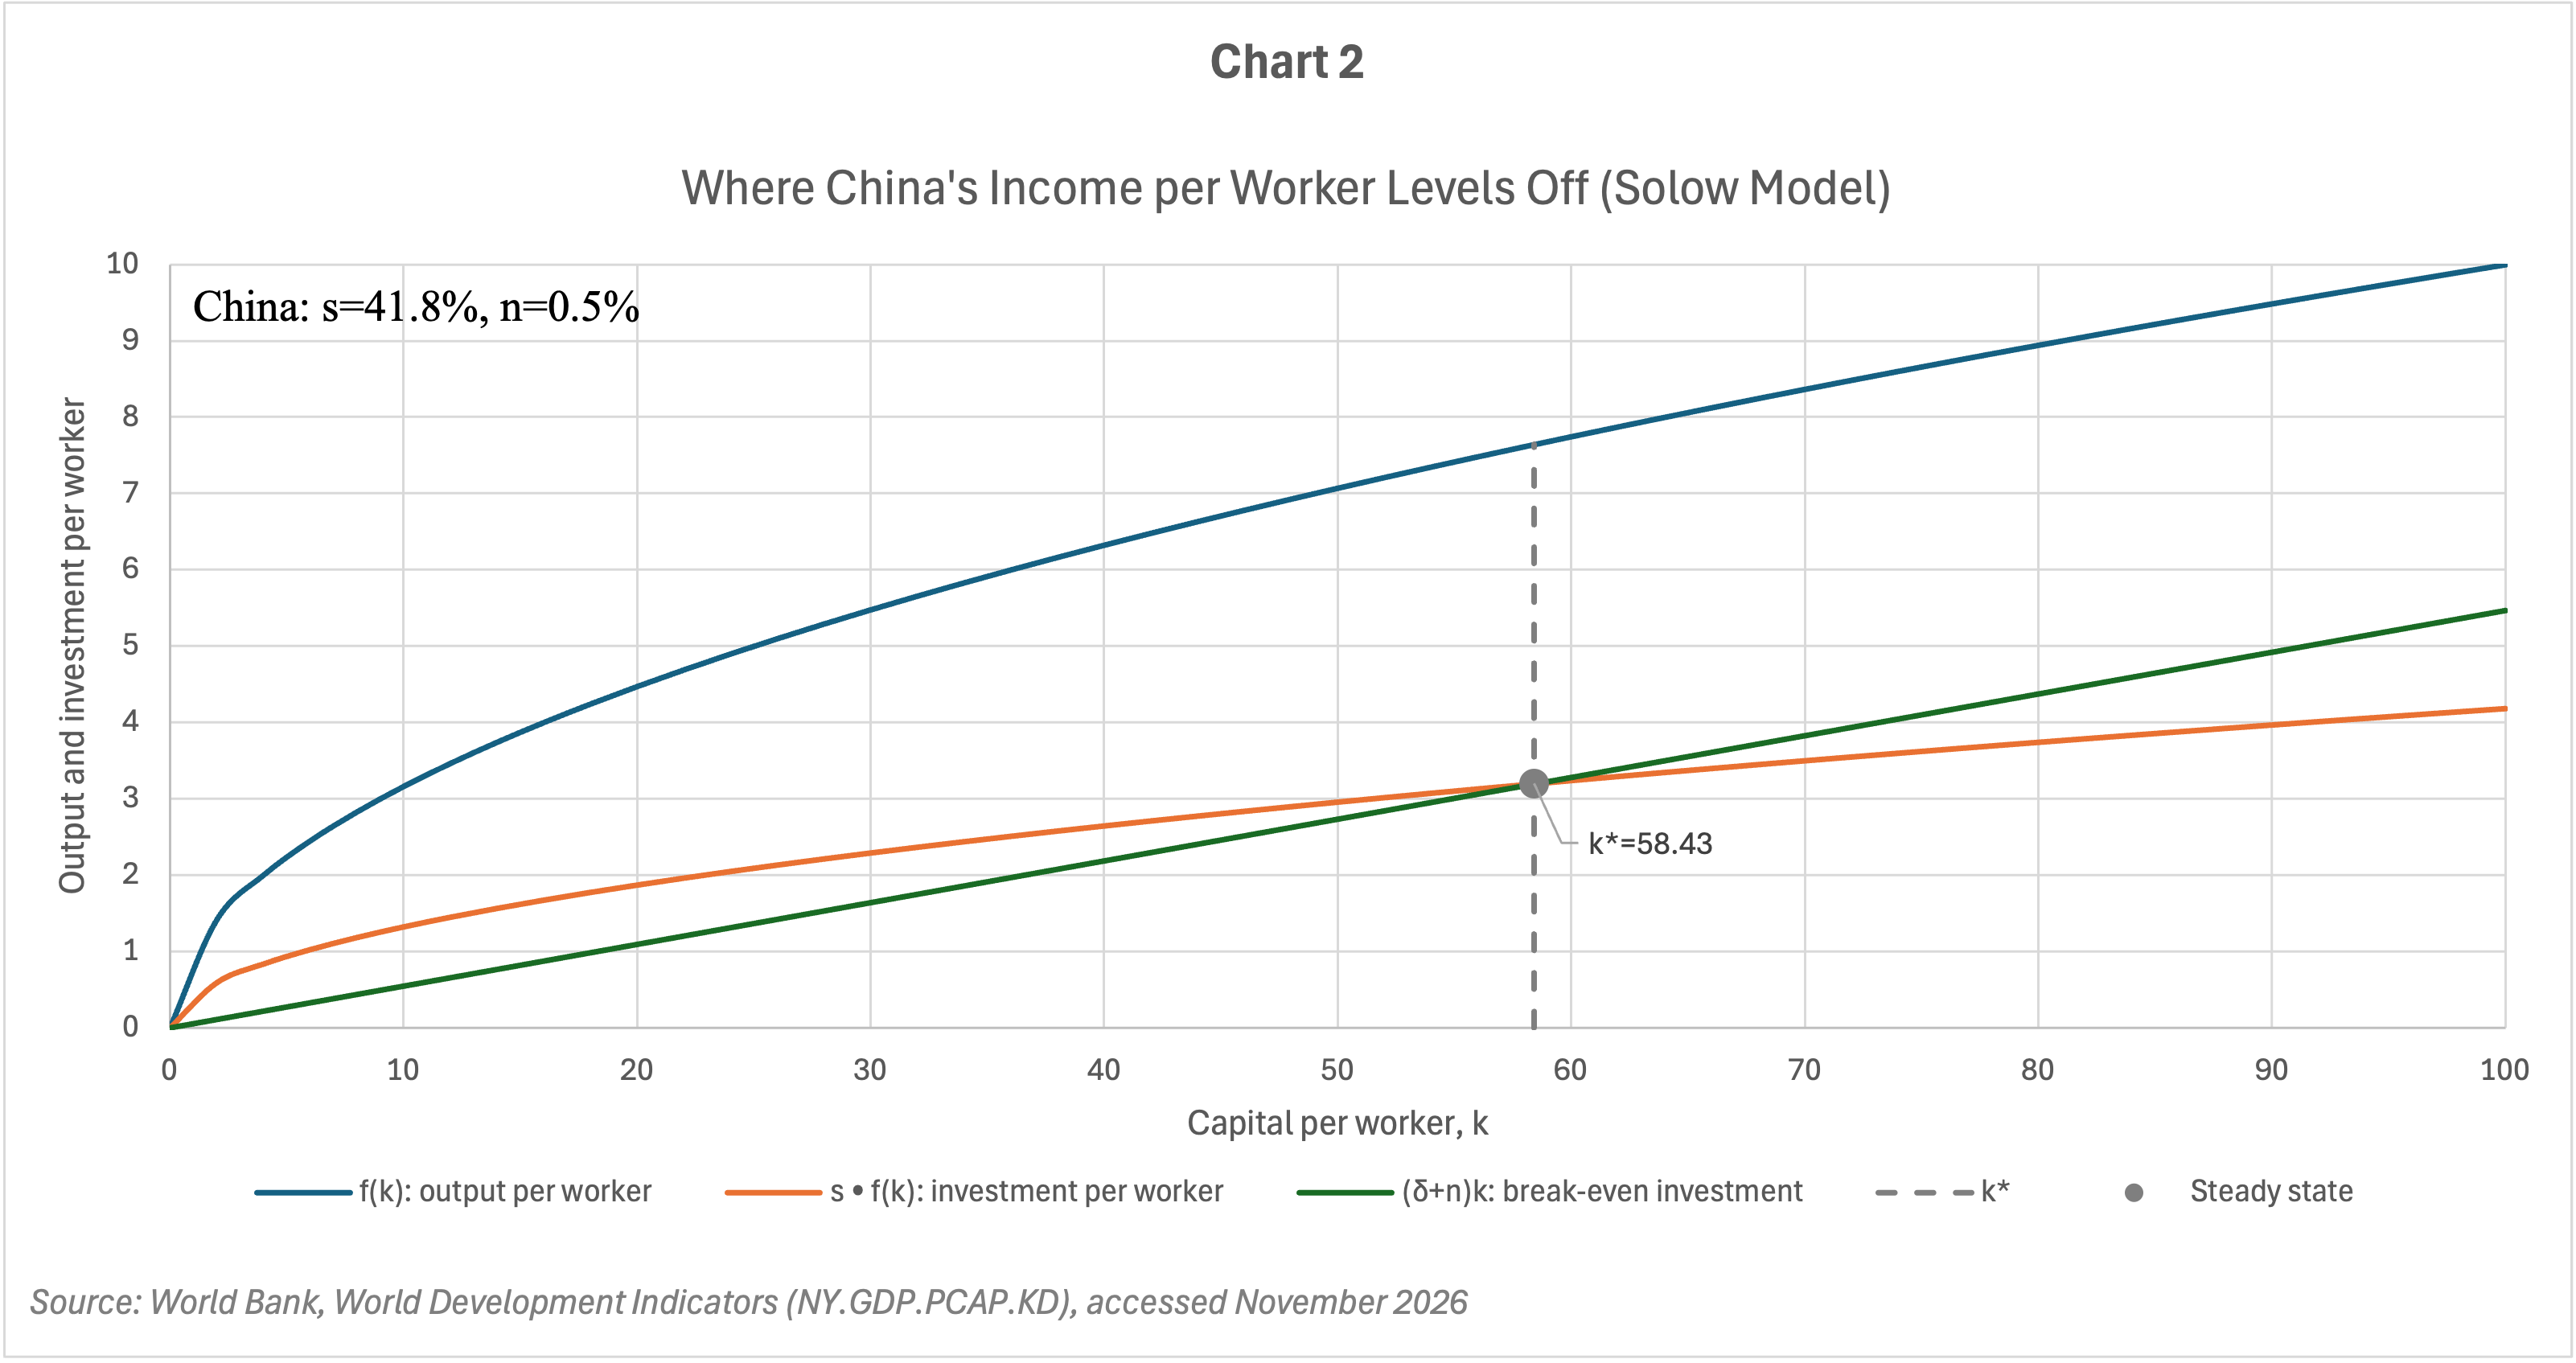 Chart 2
Where China's Income per Worker Levels Off (Solow Model)
China: s=41.8%, n=0.5%
Output and investment per worker
10
9
8
7
6
5
4
3
2
1
0
k*=58.43
0 10 20 30 40 50 60 70 80 90 100
Capital per worker, k
f(k): output per worker s • f(k): investment per worker (δ+n)k: break-even investment k* Steady state
Source: World Bank, World Development Indicators (NY.GDP.PCAP.KD), accessed November 2026